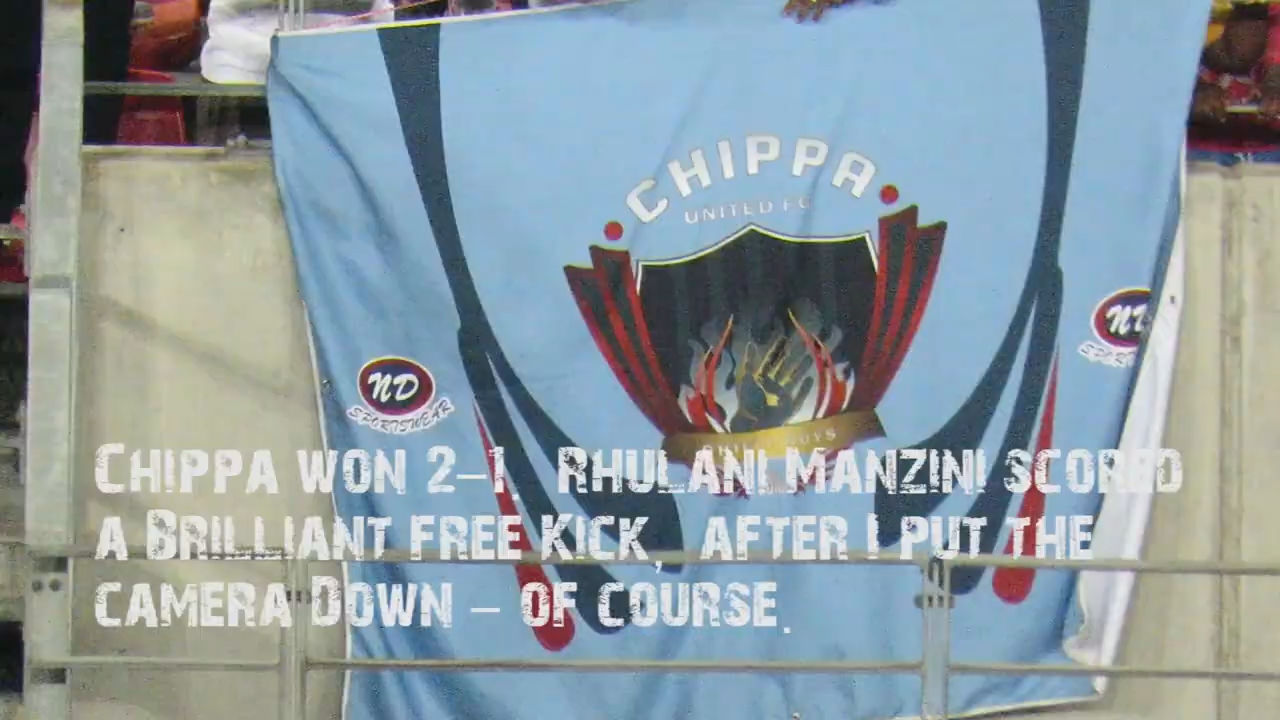 CHIPPA
UNITED FC
ND
SPORTSWEAR
CHIPPA WON 2-1. RHULANI MANZINI SCORED
A BRILLIANT FREE KICK, AFTER I PUT THE
CAMERA DOWN - OF COURSE.